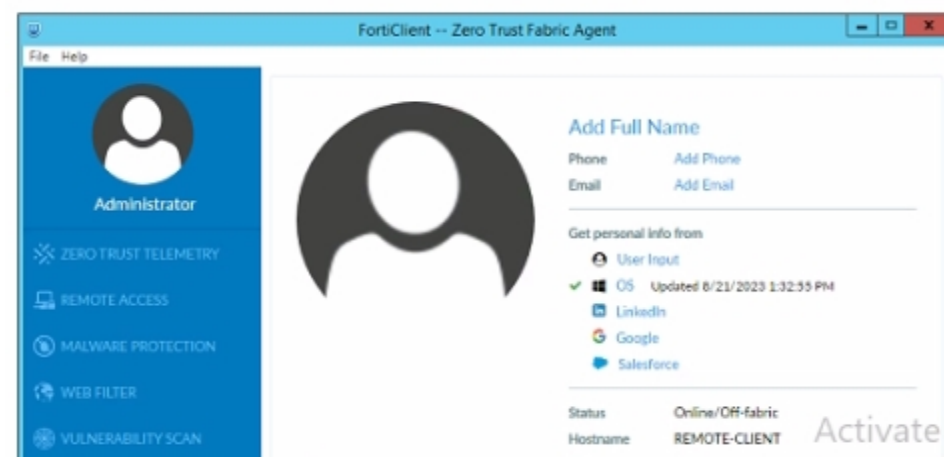 FortiClient -- Zero Trust Fabric Agent
File Help
Administrator
ZERO TRUST TELEMETRY
REMOTE ACCESS
MALWARE PROTECTION
WEB FILTER
VULNERABILITY SCAN
Add Full Name
Phone Add Phone
Email Add Email
Get personal info from
User Input
OS Updated 8/21/2023 1:32:55 PM
LinkedIn
Google
Salesforce
Status Online/Off-fabric
Hostname REMOTE-CLIENT
Activate